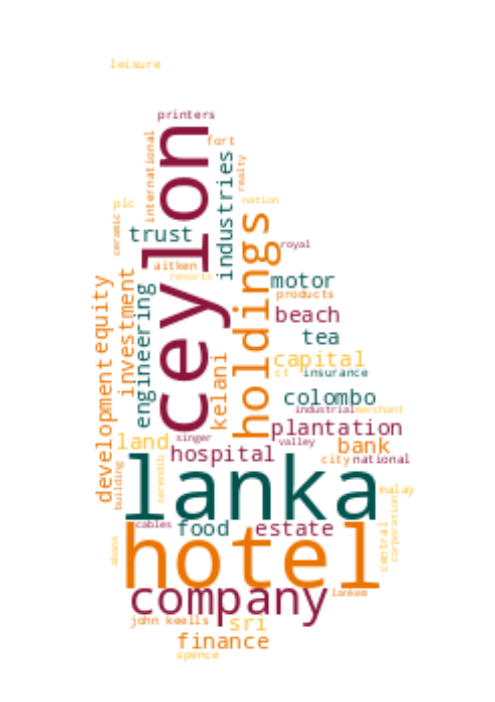 leisure
printers
ceylon
international
fort
industries
realty
plc
nation
ceramic
trust
holdings
royal
aitken
resorts
motor
investment
equity
engineering
products
beach
tea
kelani
capital
ct
insurance
development
colombo
industrial
merchant
plantation
land
singer
valley
bank
hospital
city
national
building
serendib
lanka
malay
cables
food
estate
central
corporation
abans
hotel
company
lankem
john keells
sri
finance
spence